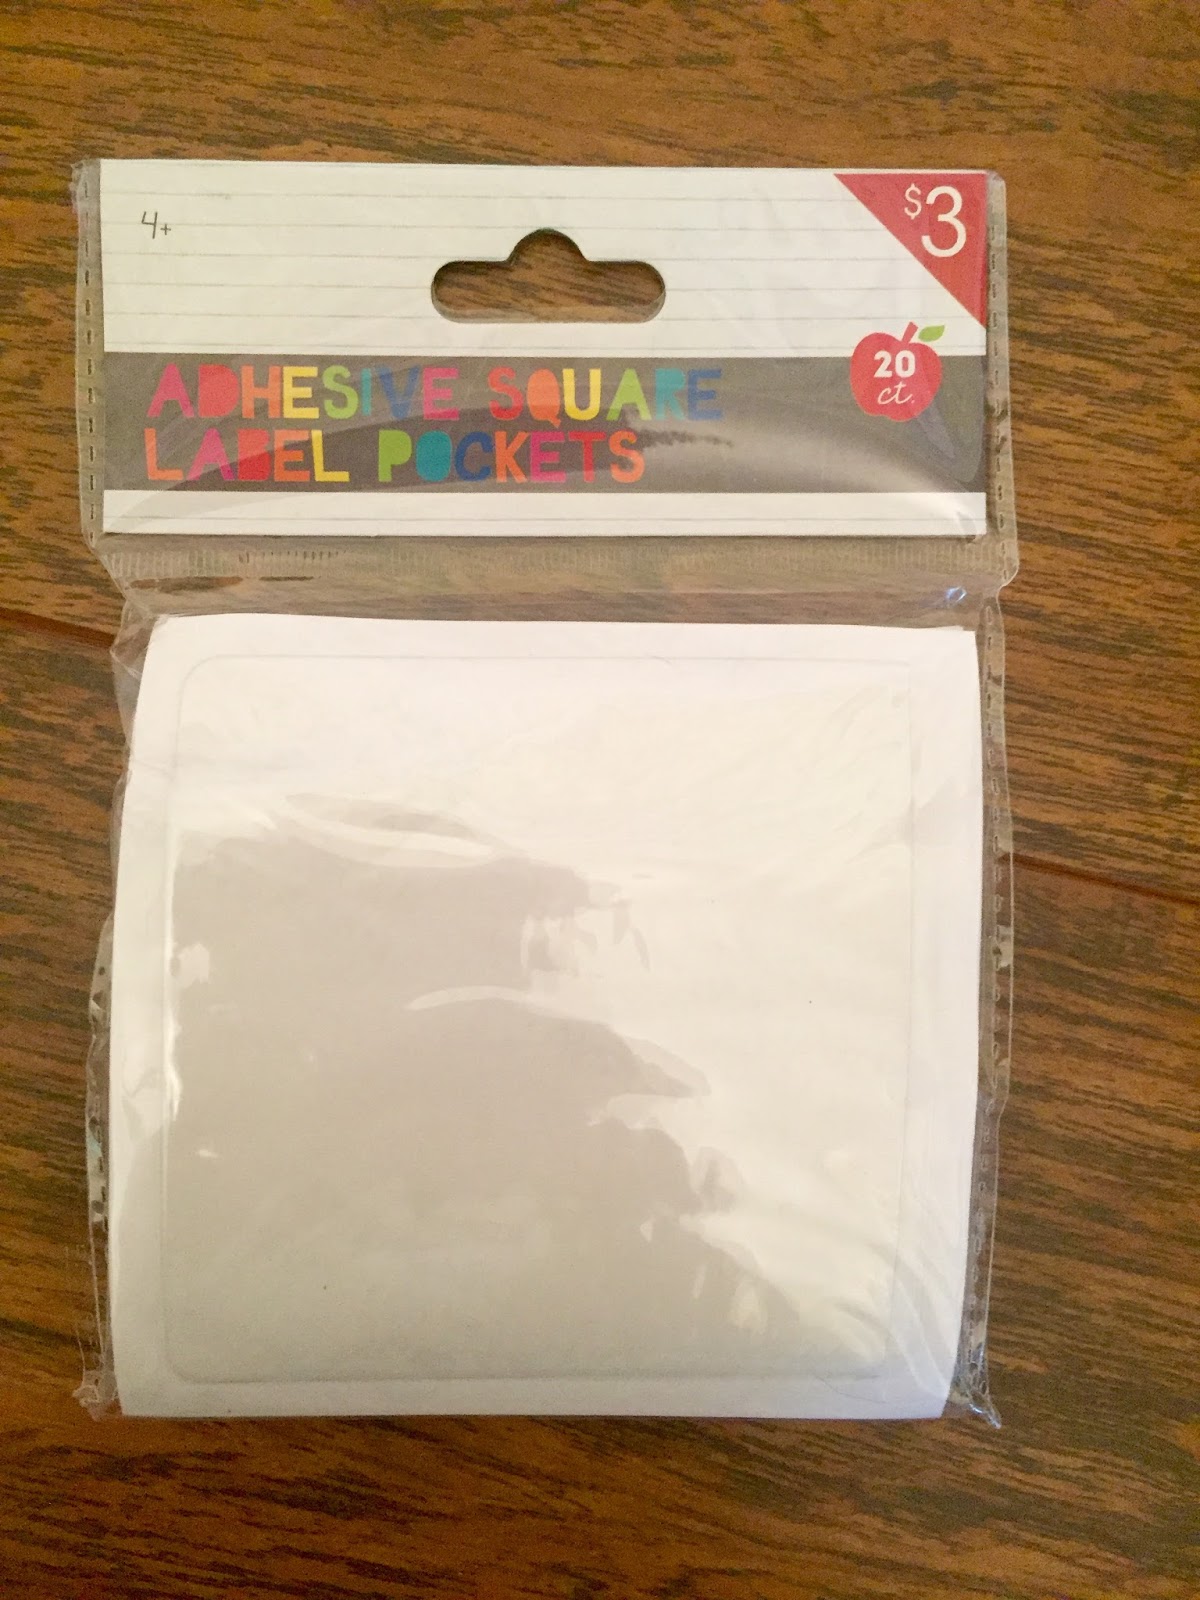 $3
4+
20
ct.
ADHESIVE SQUARE
LABEL POCKETS